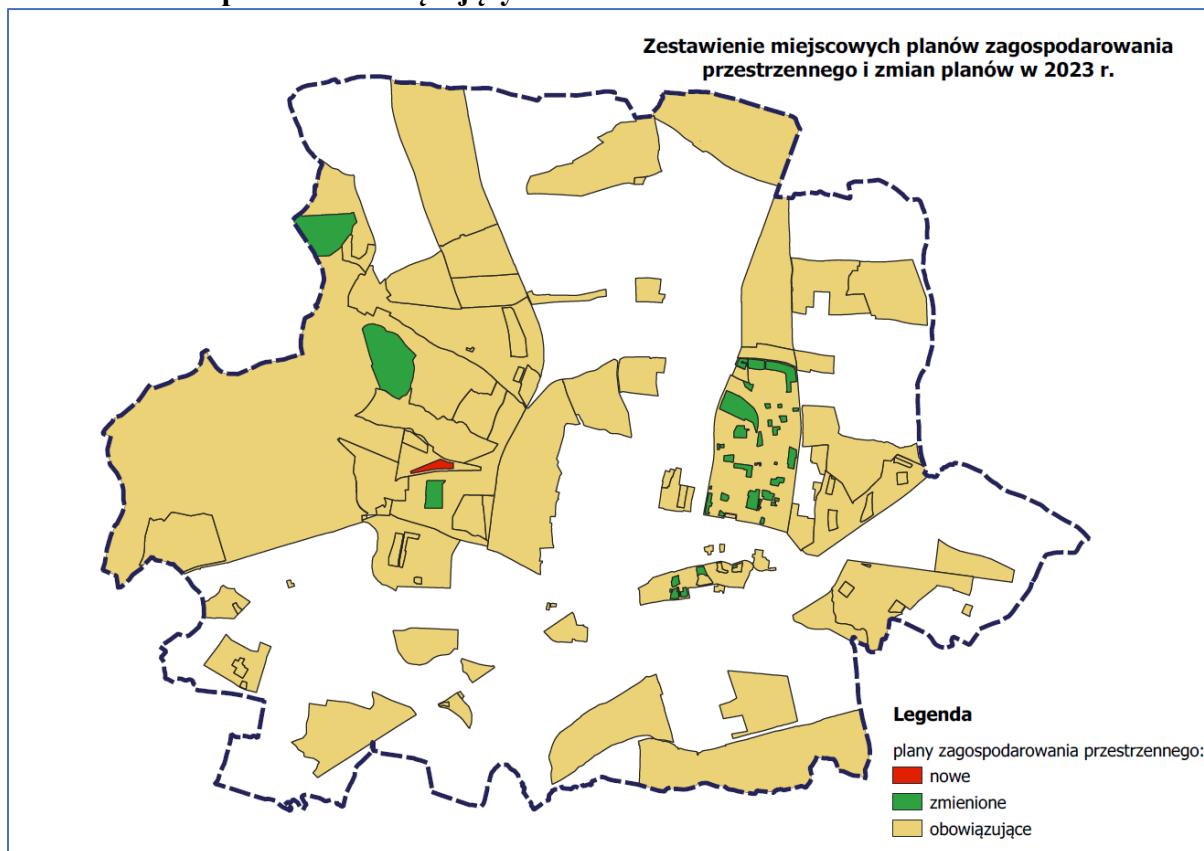 Zestawienie miejscowych planów zagospodarowania
przestrzennego i zmian planów w 2023 r.
Legenda
plany zagospodarowania przestrzennego:
nowe
zmienione
obowiązujące